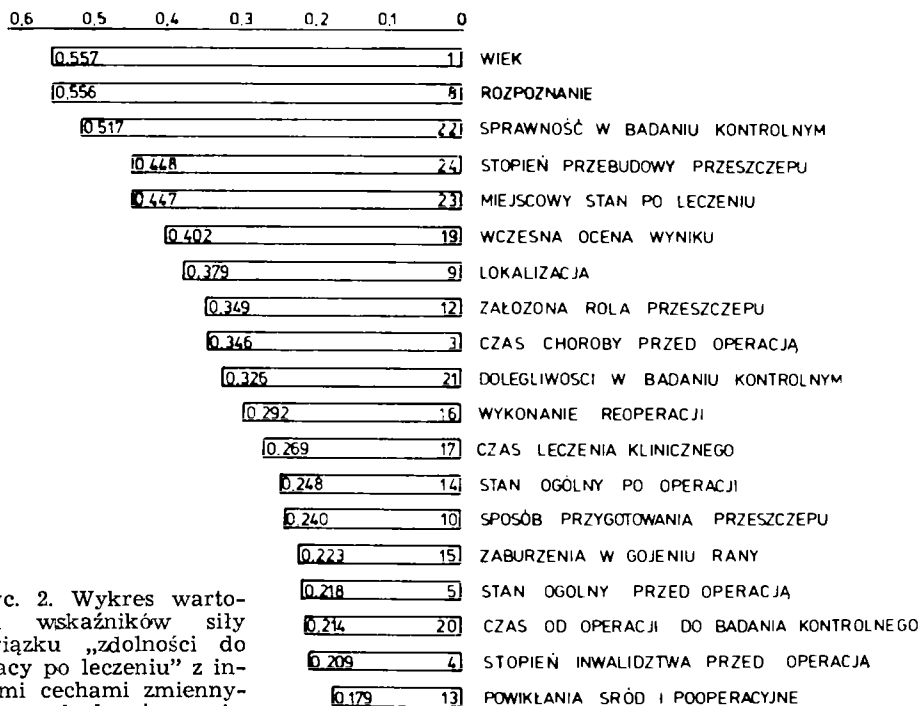 0,6 0,5 0,4 0,3 0.2 0,1 0
0,557 1 WIEK
0,556 8 ROZPOZNANIE
0.517 22 SPRAWNOŚĆ W BADANIU KONTROLNYM
0.448 24 STOPIEŃ PRZEBUDOWY PRZESZCZEPU
0,447 23 MIEJSCOWY STAN PO LECZENIU
0.402 19 WCZESNA OCENA WYNIKU
0,379 9 LOKALIZACJA
0.349 12 ZAŁOZONA ROLA PRZESZCZEPU
0.346 3 CZAS CHOROBY PRZED OPERACJĄ
0.326 21 DOLEGLIWOSCI W BADANIU KONTROLNYM
0.292 16 WYKONANIE REOPERACJI
0.269 17 CZAS LECZENIA KLINICZNEGO
0.248 14 STAN OGÓLNY PO OPERACJI
0.240 10 SPOSÓB PRZYGOTOWANIA PRZESZCZEPU
0.223 15 ZABURZENIA W GOJENIU RANY
0.218 5 STAN OGOLNY PRZED OPERACJĄ
0.214 20 CZAS OD OPERACJI DO BADANIA KONTROLNEGO
0.209 4 STOPIEŃ INWALIDZTWA PRZED OPERACJA
0.179 13 POWIKŁANIA SRÓD I POOPERACYJNE
yc. 2. Wykres warto-
wskaźników siły
iązku „zdolności do
acy po leczeniu" z in-
mi cechami zmienny-